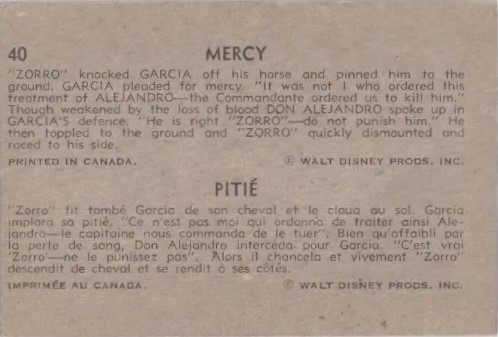 40 MERCY
"ZORRO" knocked GARCIA off his horse and pinned him to the
ground. GARCIA pleaded for mercy. "It was not I who ordered this
treatment of ALEJANDRO—the Commandante ordered us to kill him."
Though weakened by the loss of blood DON ALEJANDRO spoke up in
GARCIA'S defence. "He is right "ZORRO"—do not punish him." He
then toppled to the ground and "ZORRO" quickly dismounted and
raced to his side.
PRINTED IN CANADA. © WALT DISNEY PRODS. INC.
PITIÉ
"Zorro" fit tombé Garcia de son cheval et le cloua au sol. Garcia
implora sa pitié. "Ce n'est pas moi qui ordonna de traiter ainsi Ale-
jandro—le capitaine nous commanda de le tuer". Bien qu'affaibli par
la perte de sang, Don Alejandro intercéda pour Garcia. "C'est vrai
'Zorro'—ne le punissez pas". Alors il chancela et vivement "Zorro"
descendit de cheval et se rendit à ses côtés.
IMPRIMÉE AU CANADA. © WALT DISNEY PRODS. INC.